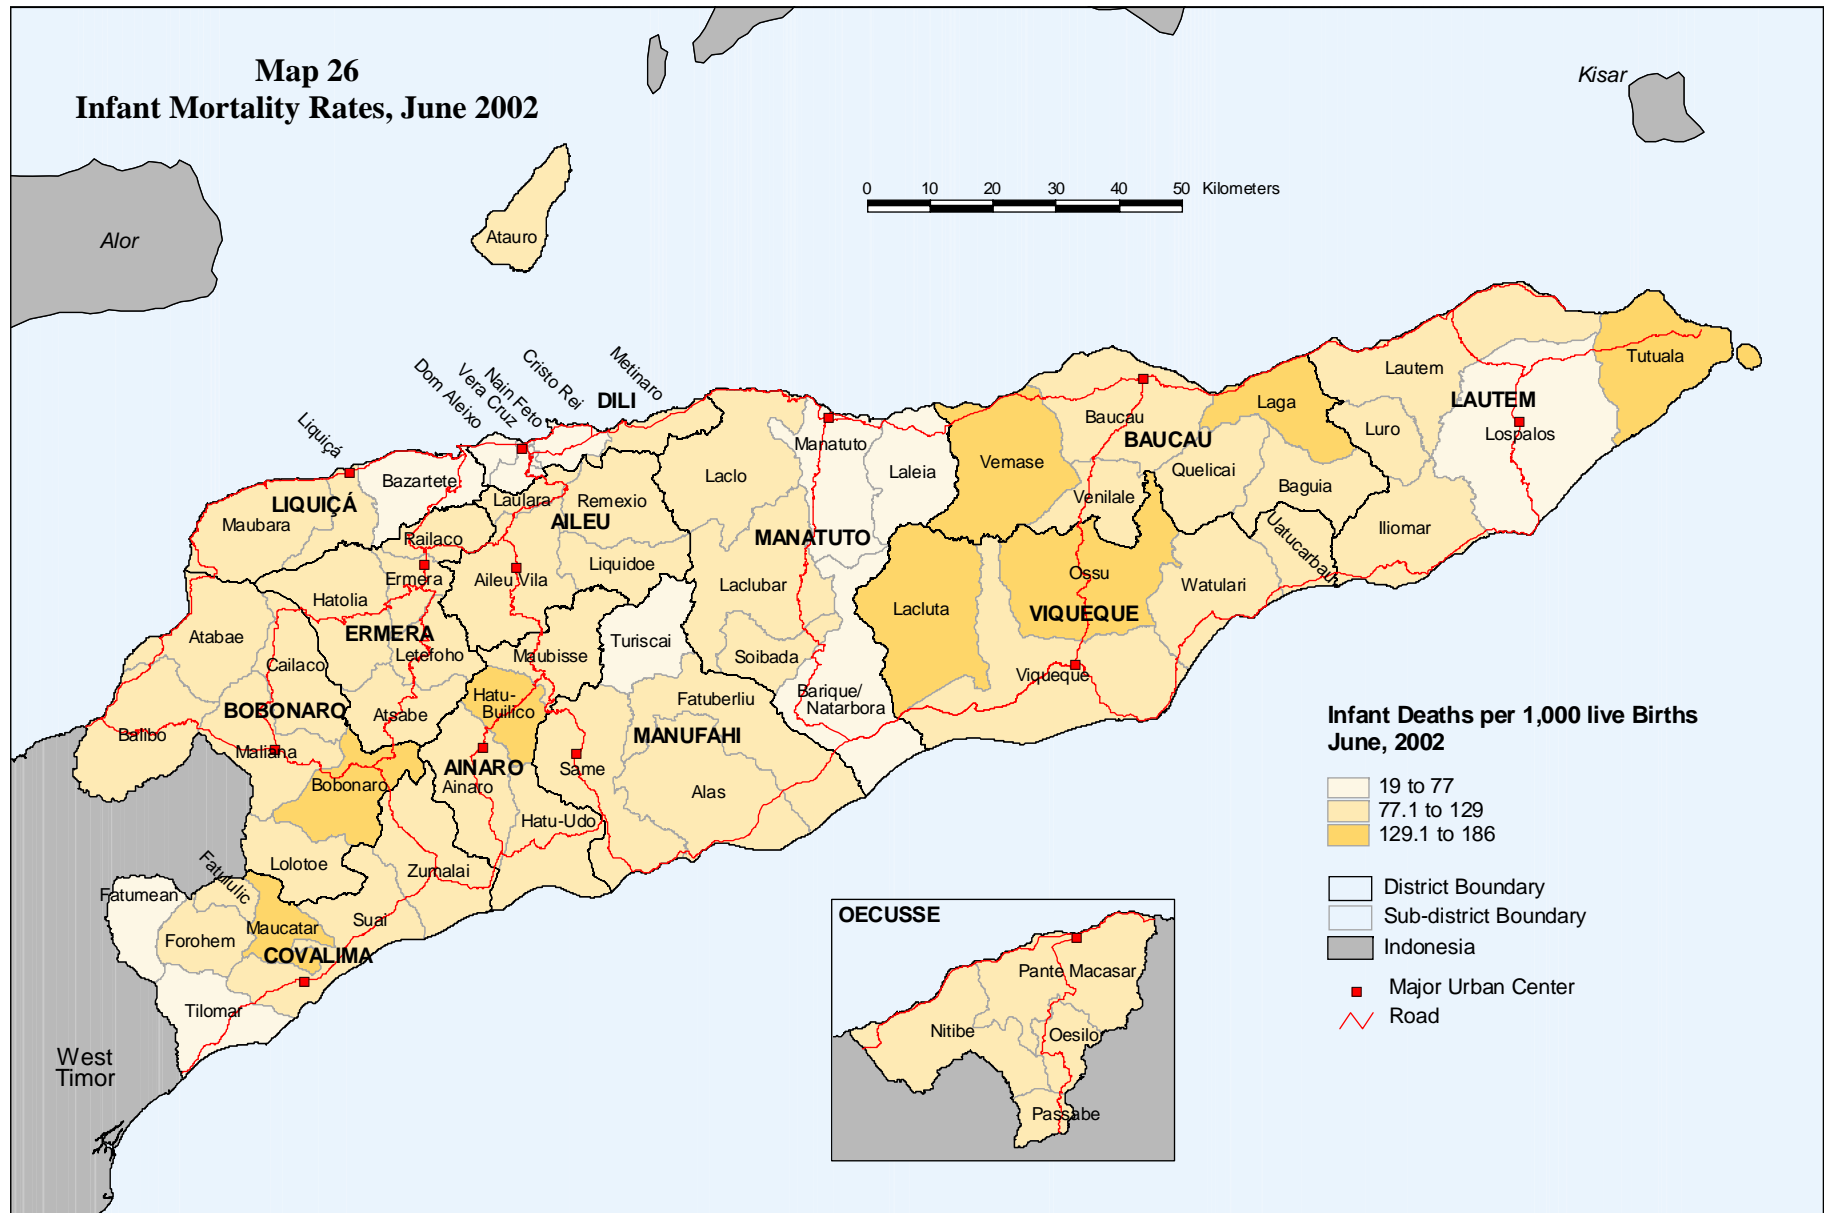 Map 26
Infant Mortality Rates, June 2002
Kisar
Alor
Atauro
0 10 20 30 40 50 Kilometers
Liquiçá
Dom Aleixo
Vera Cruz
Nain Feto
Cristo Rei
Metinaro
DILI
Bazartete
LIQUIÇÁ
Maubara
Railaco
Ermera
Hatolia
ERMERA
Letefoho
Atsabe
Laulara
Remexio
AILEU
Liquidoe
Aileu Vila
Laclo
Manatuto
Laleia
MANATUTO
Laclubar
Soibada
Barique/
Natarbora
Vemase
Baucau
BAUCAU
Laga
Quelicai
Venilale
Baguia
Lautem
LAUTEM
Luro
Lospalos
Tutuala
Iliomar
Uatucarbau
Watulari
Ossu
VIQUEQUE
Lacluta
Viqueque
Turiscai
Maubisse
Hatu-
Builico
AINARO
Ainaro
Hatu-Udo
Fatuberliu
MANUFAHI
Same
Alas
Atabae
Cailaco
BOBONARO
Balibo
Maliana
Bobonaro
Lolotoe
Zumalai
Fatumean
Fatululic
Forohem
Maucatar
Suai
COVALIMA
Tilomar
West
Timor
OECUSSE
Pante Macasar
Nitibe
Oesilo
Passabe
Infant Deaths per 1,000 live Births
June, 2002
19 to 77
77.1 to 129
129.1 to 186
District Boundary
Sub-district Boundary
Indonesia
Major Urban Center
Road